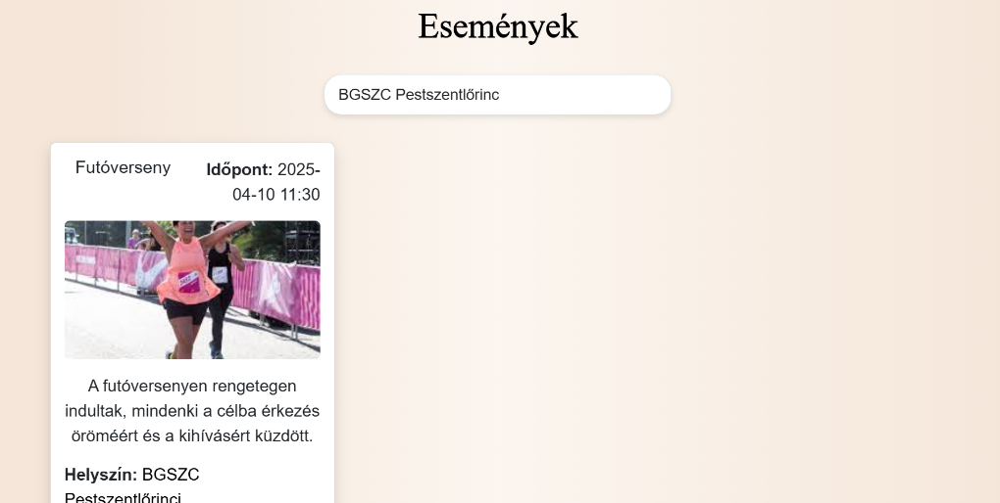 Események
BGSZC Pestszentlőrinc
Futóverseny
Időpont: 2025-
04-10 11:30
A futóversenyen rengetegen
indultak, mindenki a célba érkezés
öröméért és a kihívásért küzdött.
Helyszín: BGSZC
Pestszentlőrinci